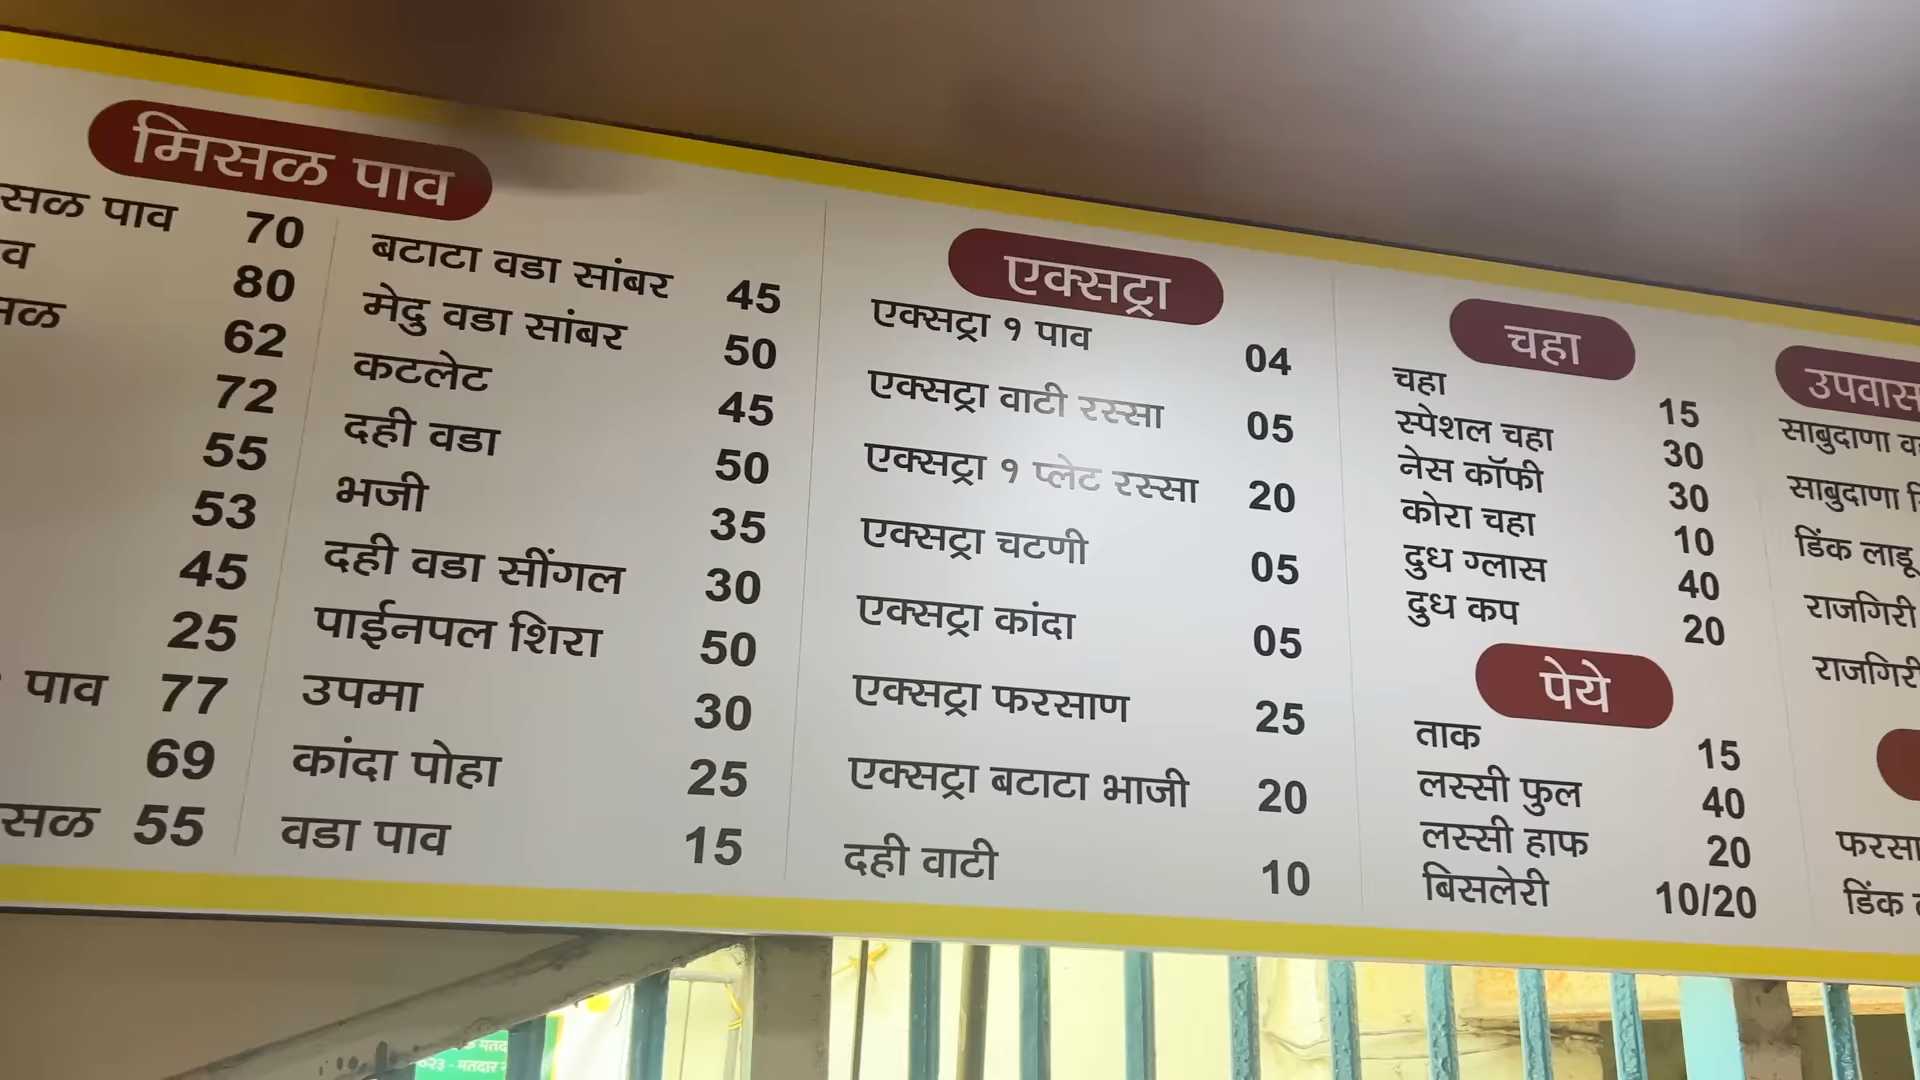 मिसळ पाव
पाव 70
80
62
72
55
53
45
25
पाव 77
69
55
बटाटा वडा सांबर 45
मेदु वडा सांबर 50
कटलेट 45
दही वडा 50
भजी 35
दही वडा सींगल 30
पाईनपल शिरा 50
उपमा 30
कांदा पोहा 25
वडा पाव 15
एक्सट्रा
एक्सट्रा १ पाव 04
एक्सट्रा वाटी रस्सा 05
एक्सट्रा १ प्लेट रस्सा 20
एक्सट्रा चटणी 05
एक्सट्रा कांदा 05
एक्सट्रा फरसाण 25
एक्सट्रा बटाटा भाजी 20
दही वाटी 10
चहा
चहा 15
स्पेशल चहा 30
नेस कॉफी 30
कोरा चहा 10
दुध ग्लास 40
दुध कप 20
पेये
ताक 15
लस्सी फुल 40
लस्सी हाफ 20
बिसलेरी 10/20
उपवास
साबुदाणा
साबुदाणा
डिंक लाडू
राजगिरी
राजगिरी
डिंक